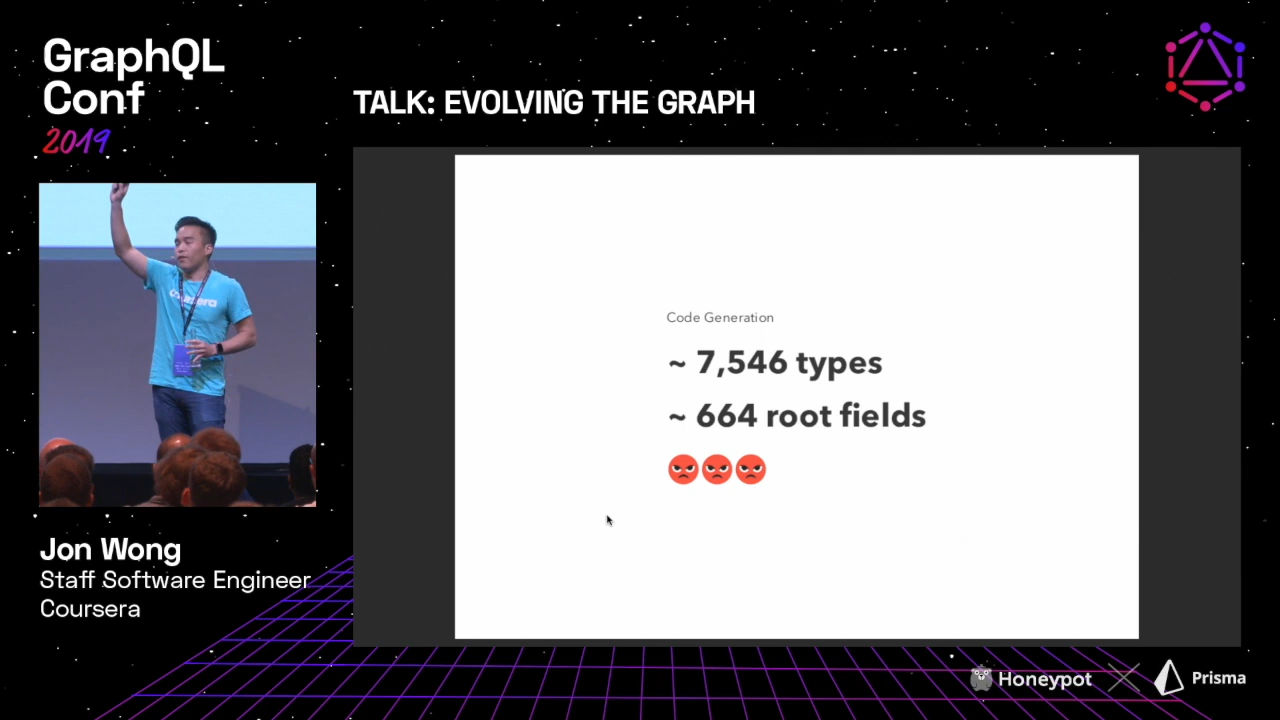 GraphQL
Conf
2019
TALK: EVOLVING THE GRAPH
coursera
Code Generation
~ 7,546 types
~ 664 root fields
Jon Wong
Staff Software Engineer
Coursera
Honeypot
Prisma